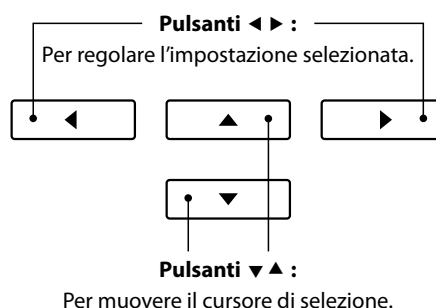 Pulsanti ◀ ▶ :
Per regolare l’impostazione selezionata.
◀ ▲ ▶
▼
Pulsanti ▼ ▲ :
Per muovere il cursore di selezione.